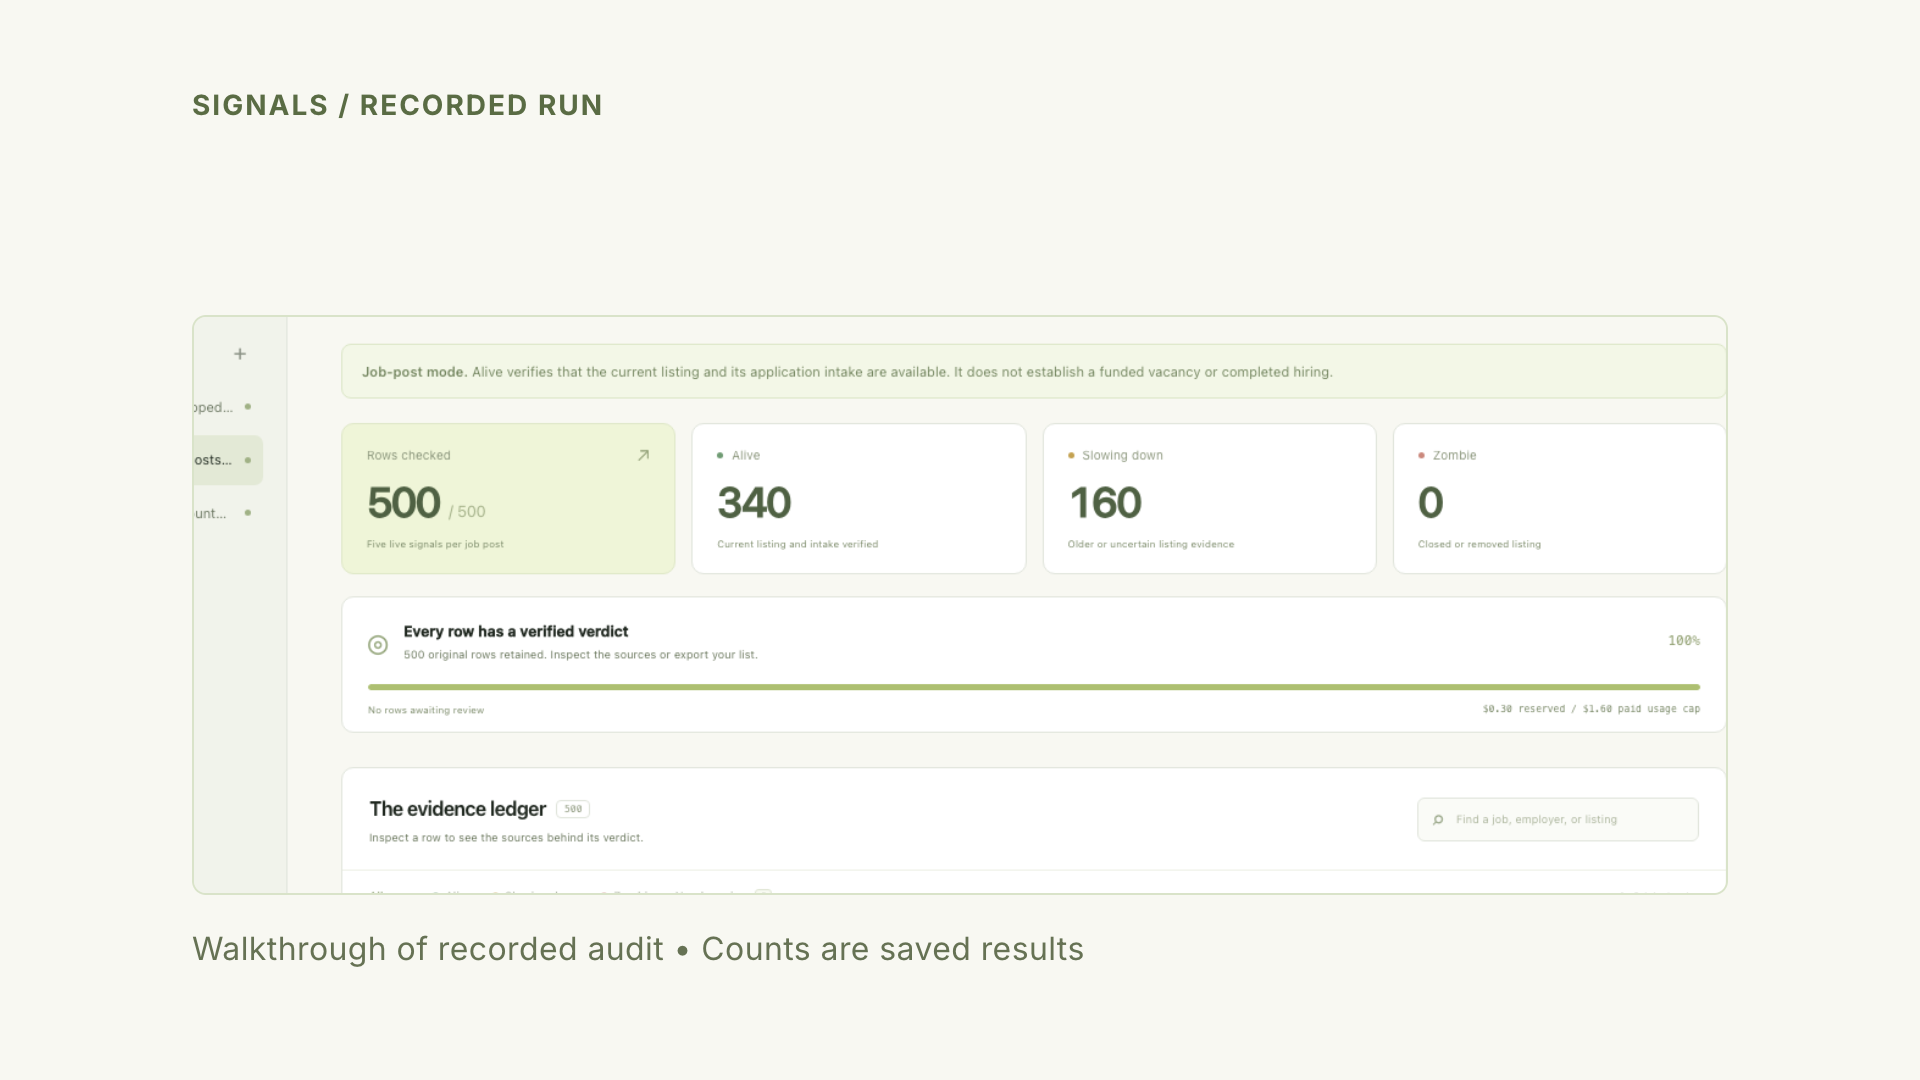 SIGNALS / RECORDED RUN
Job-post mode. Alive verifies that the current listing and its application intake are available. It does not establish a funded vacancy or completed hiring.
pped...
osts...
unt...
Rows checked
500 / 500
Five live signals per job post
Alive
340
Current listing and intake verified
Slowing down
160
Older or uncertain listing evidence
Zombie
0
Closed or removed listing
Every row has a verified verdict
500 original rows retained. Inspect the sources or export your list.
100%
No rows awaiting review
$0.30 reserved / $1.60 paid usage cap
The evidence ledger 500
Inspect a row to see the sources behind its verdict.
Find a job, employer, or listing
Walkthrough of recorded audit • Counts are saved results